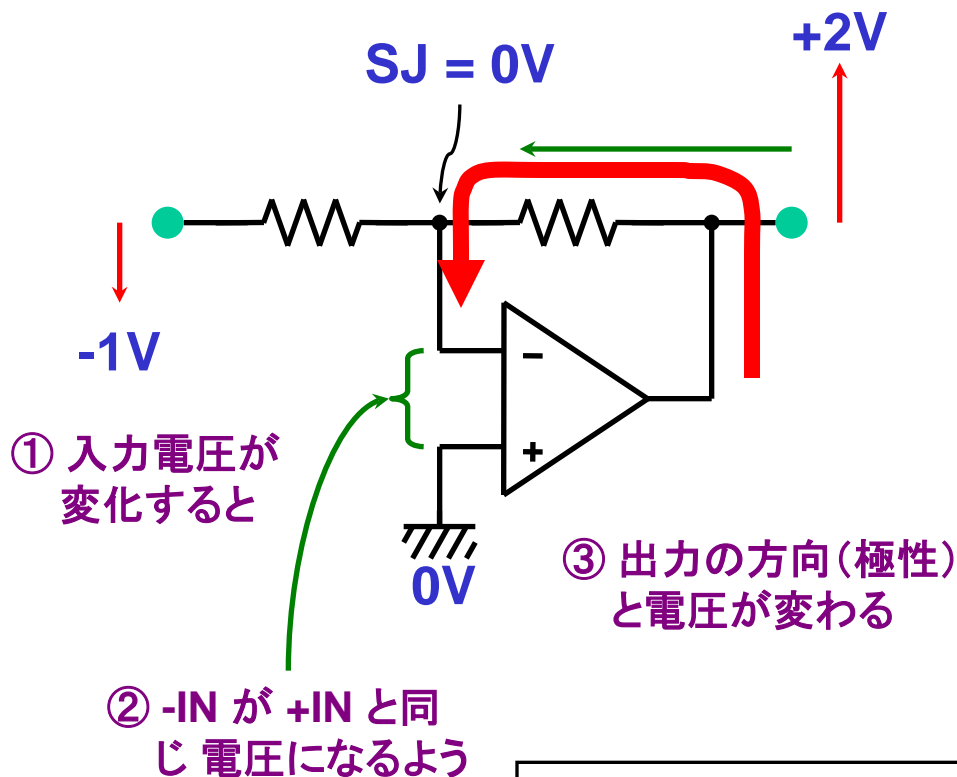 +2V
SJ = 0V
-1V
① 入力電圧が
変化すると
-
+
0V
③ 出力の方向(極性)
と電圧が変わる
② -IN が +IN と同
じ 電圧になるよう